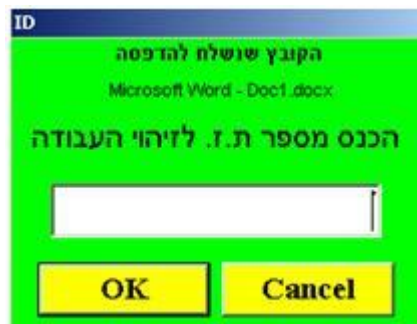 ID
הקובץ שנשלח להדפסה
Microsoft Word - Doc1.docx
הכנס מספר ת.ז. לזיהוי העבודה
OK
Cancel